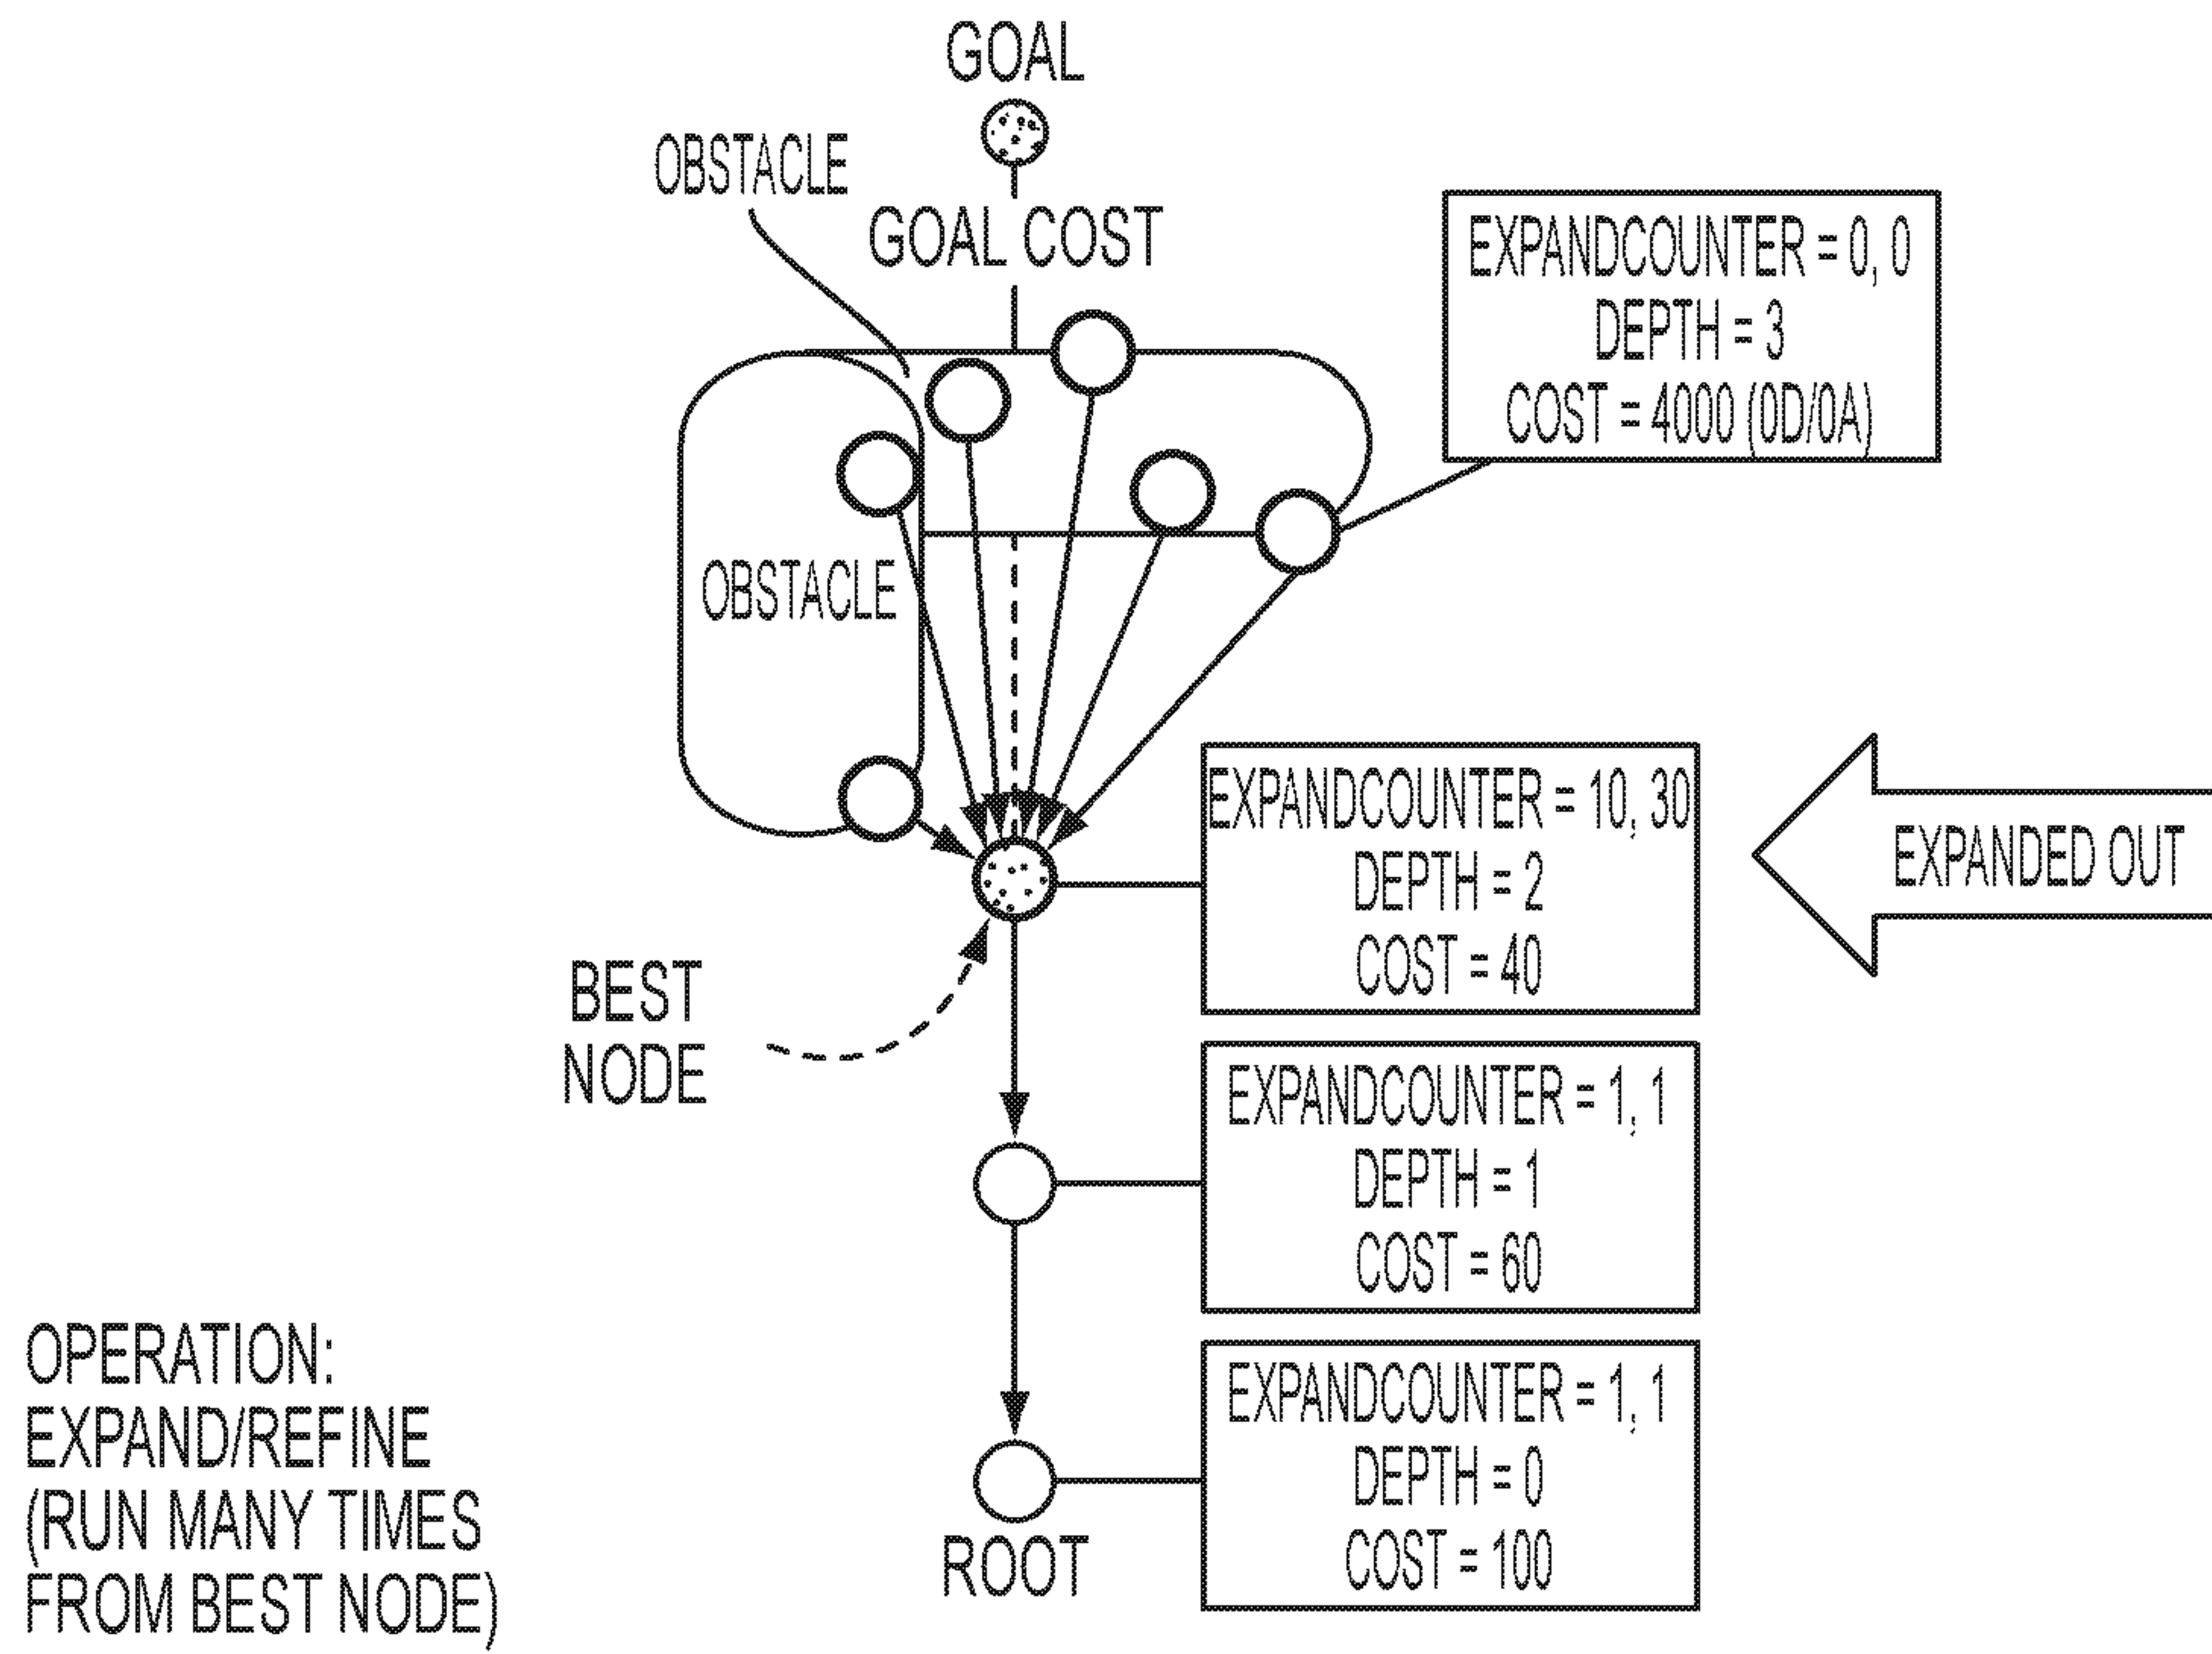 GOAL
OBSTACLE
GOAL COST
EXPANDCOUNTER = 0, 0
DEPTH = 3
COST = 4000 (0D/0A)
OBSTACLE
EXPANDCOUNTER = 10, 30
DEPTH = 2
COST = 40
EXPANDED OUT
BEST
NODE
EXPANDCOUNTER = 1, 1
DEPTH = 1
COST = 60
EXPANDCOUNTER = 1, 1
DEPTH = 0
COST = 100
ROOT
OPERATION:
EXPAND/REFINE
(RUN MANY TIMES
FROM BEST NODE)